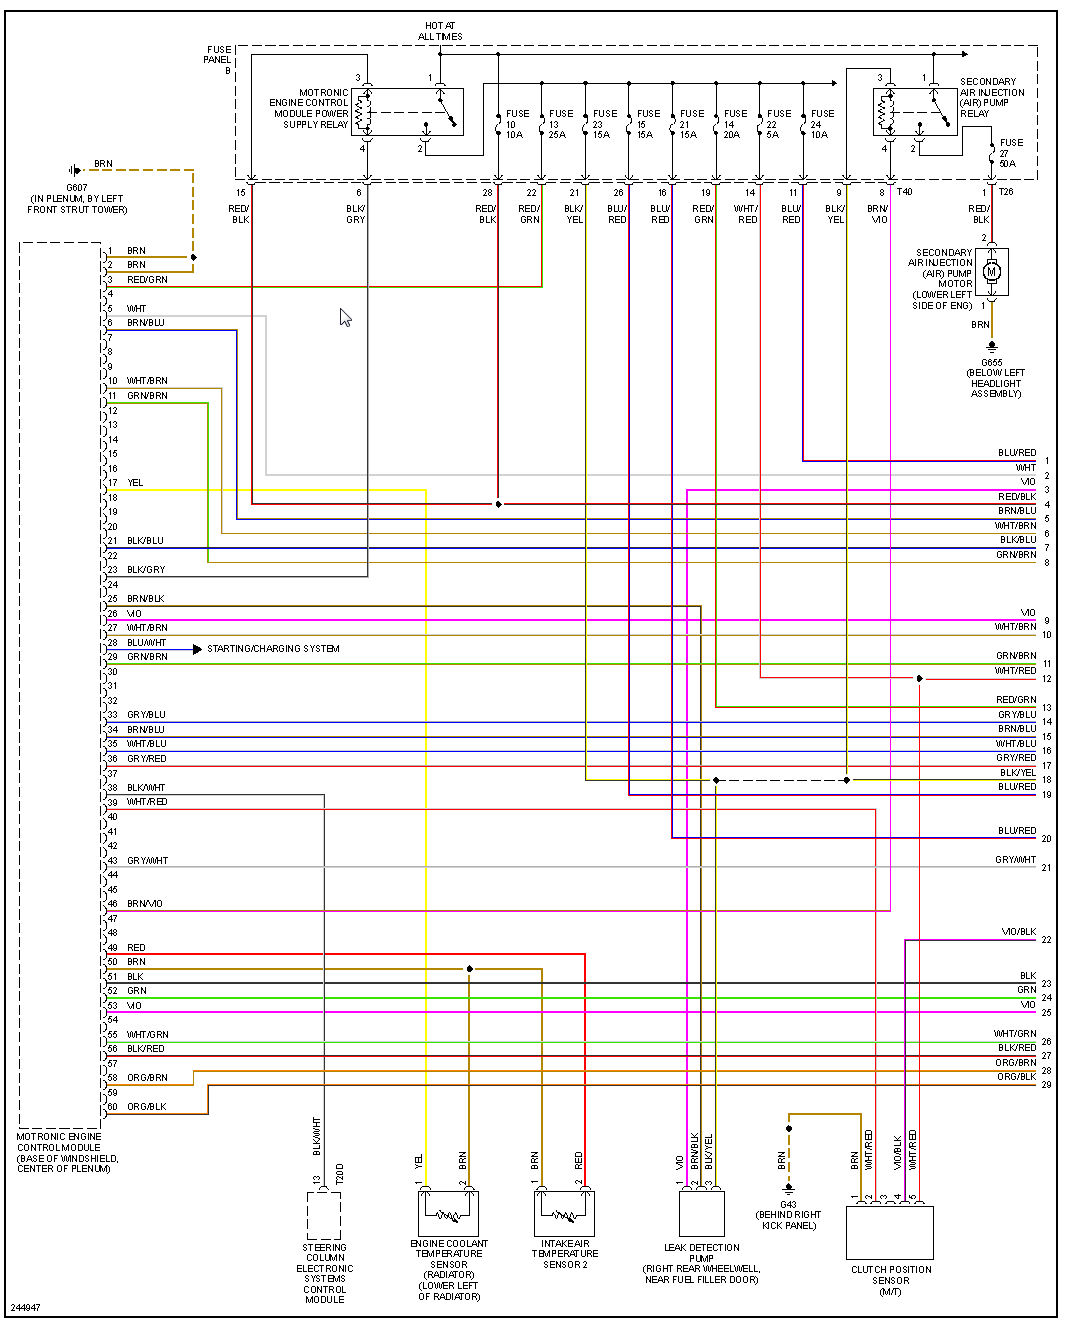 HOT AT
ALL TIMES
FUSE
PANEL
B
3
1
3
1
MOTRONIC
ENGINE CONTROL
MODULE POWER
SUPPLY RELAY
4
2
FUSE
10
10A
FUSE
13
25A
FUSE
23
15A
FUSE
15
15A
FUSE
21
15A
FUSE
14
20A
FUSE
22
5A
FUSE
24
10A
SECONDARY
AIR INJECTION
(AIR) PUMP
RELAY
4
2
FUSE
27
50A
BRN
G607
(IN PLENUM, BY LEFT
FRONT STRUT TOWER)
15
6
28
22
21
26
16
19
14
11
9
8
T40
1
T26
RED/
BLK
BLK/
GRY
RED/
BLK
RED/
GRN
BLK/
YEL
BLU/
RED
BLU/
RED
RED/
GRN
WHT/
RED
BLU/
RED
BLK/
YEL
BRN/
VIO
RED/
BLK
2
SECONDARY
AIR INJECTION
(AIR) PUMP
MOTOR
(LOWER LEFT
SIDE OF ENG)
M
1
BRN
G655
(BELOW LEFT
HEADLIGHT
ASSEMBLY)
1 BRN
2 BRN
3 RED/GRN
4
5 WHT
6 BRN/BLU
7
8
9
10 WHT/BRN
11 GRN/BRN
12
13
14
15
16
17 YEL
18
19
20
21 BLK/BLU
22
23 BLK/GRY
24
25 BRN/BLK
26 VIO
27 WHT/BRN
28 BLU/WHT
STARTING/CHARGING SYSTEM
29 GRN/BRN
30
31
32
33 GRY/BLU
34 BRN/BLU
35 WHT/BLU
36 GRY/RED
37
38 BLK/WHT
39 WHT/RED
40
41
42
43 GRY/WHT
44
45
46 BRN/VIO
47
48
49 RED
50 BRN
51 BLK
52 GRN
53 VIO
54
55 WHT/GRN
56 BLK/RED
57
58 ORG/BRN
59
60 ORG/BLK
MOTRONIC ENGINE
CONTROL MODULE
(BASE OF WINDSHIELD,
CENTER OF PLENUM)
BLU/RED 1
WHT 2
VIO 3
RED/BLK 4
BRN/BLU 5
WHT/BRN 6
BLK/BLU 7
GRN/BRN 8
VIO 9
WHT/BRN 10
GRN/BRN 11
WHT/RED 12
RED/GRN 13
GRY/BLU 14
BRN/BLU 15
WHT/BLU 16
GRY/RED 17
BLK/YEL 18
BLU/RED 19
BLU/RED 20
GRY/WHT 21
VIO/BLK 22
BLK 23
GRN 24
VIO 25
WHT/GRN 26
BLK/RED 27
ORG/BRN 28
ORG/BLK 29
BLK/WHT
13
T20D
STEERING
COLUMN
ELECTRONIC
SYSTEMS
CONTROL
MODULE
YEL
1
BRN
2
ENGINE COOLANT
TEMPERATURE
SENSOR
(RADIATOR)
(LOWER LEFT
OF RADIATOR)
BRN
1
RED
2
INTAKE AIR
TEMPERATURE
SENSOR 2
VIO
1
BRN/BLK
2
BLK/YEL
3
LEAK DETECTION
PUMP
(RIGHT REAR WHEELWELL,
NEAR FUEL FILLER DOOR)
BRN
G43
(BEHIND RIGHT
KICK PANEL)
BRN
1
WHT/RED
2
3
VIO/BLK
4
WHT/RED
5
CLUTCH POSITION
SENSOR
(M/T)
244947